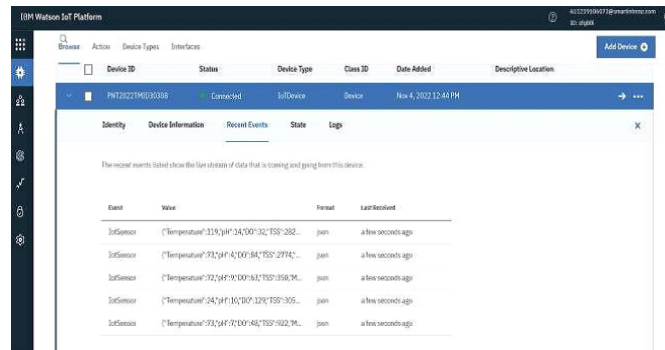 IBM Watson IoT Platform
Browse Action Device Types Interfaces
Add Device
Device ID Status Device Type Class ID Date Added Descriptive Location
Connected IoTDevice Device Nov 4, 2022 12:44 PM
Identity Device Information Recent Events State Logs
The recent events listed show the live stream of data that is coming and going from this device.
Event Value Format Last Received
IotSensor {"Temperature":119,"pH":14,"DO":32,"TSS":282... json a few seconds ago
IotSensor {"Temperature":73,"pH":4,"DO":84,"TSS":2774,"... json a few seconds ago
IotSensor {"Temperature":72,"pH":9,"DO":63,"TSS":350,"M... json a few seconds ago
IotSensor {"Temperature":24,"pH":10,"DO":129,"TSS":305... json a few seconds ago
IotSensor {"Temperature":73,"pH":7,"DO":48,"TSS":922,"M... json a few seconds ago